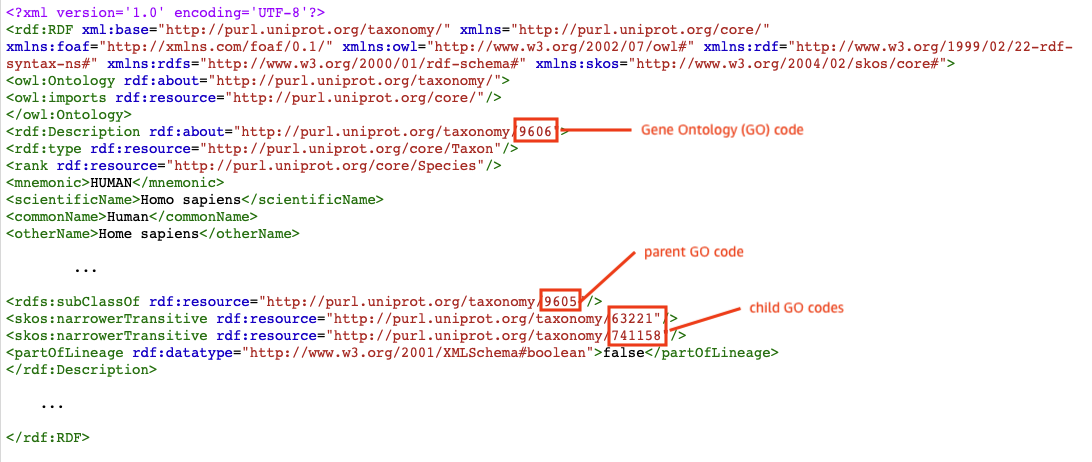 <?xml version='1.0' encoding='UTF-8'?>
<rdf:RDF xml:base="http://purl.uniprot.org/taxonomy/" xmlns="http://purl.uniprot.org/core/"
xmlns:foaf="http://xmlns.com/foaf/0.1/" xmlns:owl="http://www.w3.org/2002/07/owl#" xmlns:rdf="http://www.w3.org/1999/02/22-rdf-
syntax-ns#" xmlns:rdfs="http://www.w3.org/2000/01/rdf-schema#" xmlns:skos="http://www.w3.org/2004/02/skos/core#">
<owl:Ontology rdf:about="http://purl.uniprot.org/taxonomy/">
<owl:imports rdf:resource="http://purl.uniprot.org/core/"/>
</owl:Ontology>
<rdf:Description rdf:about="http://purl.uniprot.org/taxonomy/9606">
Gene Ontology (GO) code
<rdf:type rdf:resource="http://purl.uniprot.org/core/Taxon"/>
<rank rdf:resource="http://purl.uniprot.org/core/Species"/>
<mnemonic>HUMAN</mnemonic>
<scientificName>Homo sapiens</scientificName>
<commonName>Human</commonName>
<otherName>Home sapiens</otherName>
parent GO code
...
<rdfs:subClassOf rdf:resource="http://purl.uniprot.org/taxonomy/9605"/>
child GO codes
<skos:narrowerTransitive rdf:resource="http://purl.uniprot.org/taxonomy/63221"/>
<skos:narrowerTransitive rdf:resource="http://purl.uniprot.org/taxonomy/741158"/>
<partOfLineage rdf:datatype="http://www.w3.org/2001/XMLSchema#boolean">false</partOfLineage>
</rdf:Description>
...
</rdf:RDF>